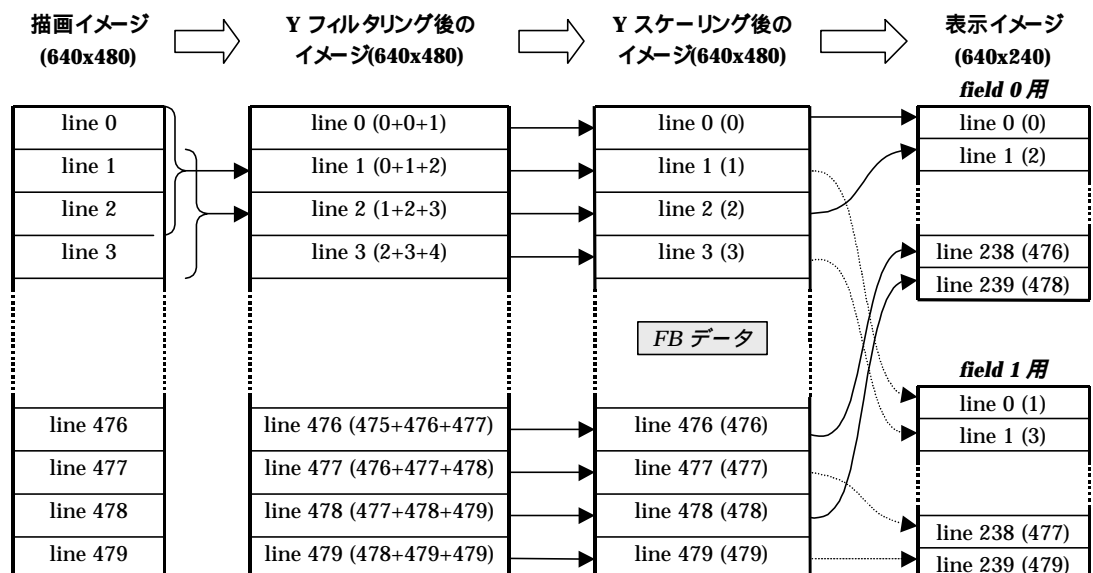 描画イメージ
(640x480)
Y フィルタリング後の
イメージ(640x480)
Y スケーリング後の
イメージ(640x480)
表示イメージ
(640x240)
field 0 用
line 0
line 1
line 2
line 3
line 476
line 477
line 478
line 479
line 0 (0+0+1)
line 1 (0+1+2)
line 2 (1+2+3)
line 3 (2+3+4)
line 476 (475+476+477)
line 477 (476+477+478)
line 478 (477+478+479)
line 479 (478+479+479)
line 0 (0)
line 1 (1)
line 2 (2)
line 3 (3)
FB データ
line 476 (476)
line 477 (477)
line 478 (478)
line 479 (479)
line 0 (0)
line 1 (2)
line 238 (476)
line 239 (478)
field 1 用
line 0 (1)
line 1 (3)
line 238 (477)
line 239 (479)